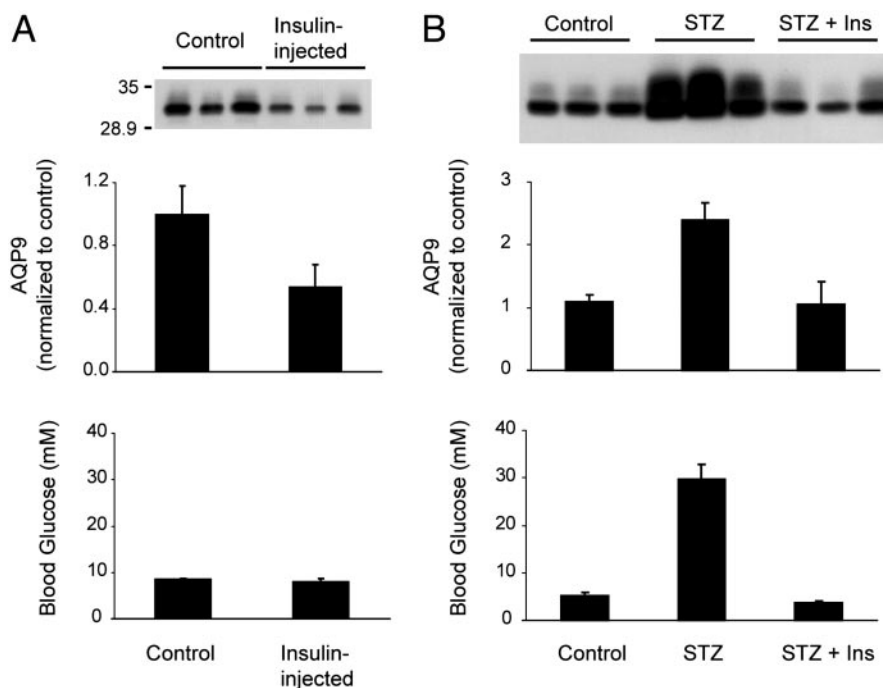 A
Control
Insulin-
injected
35
28.9
AQP9
(normalized to control)
1.2
0.8
0.4
0.0
Blood Glucose (mM)
40
30
20
10
0
Control
Insulin-
injected
B
Control STZ STZ + Ins
AQP9
(normalized to control)
3
2
1
0
Blood Glucose (mM)
40
30
20
10
0
Control STZ STZ + Ins